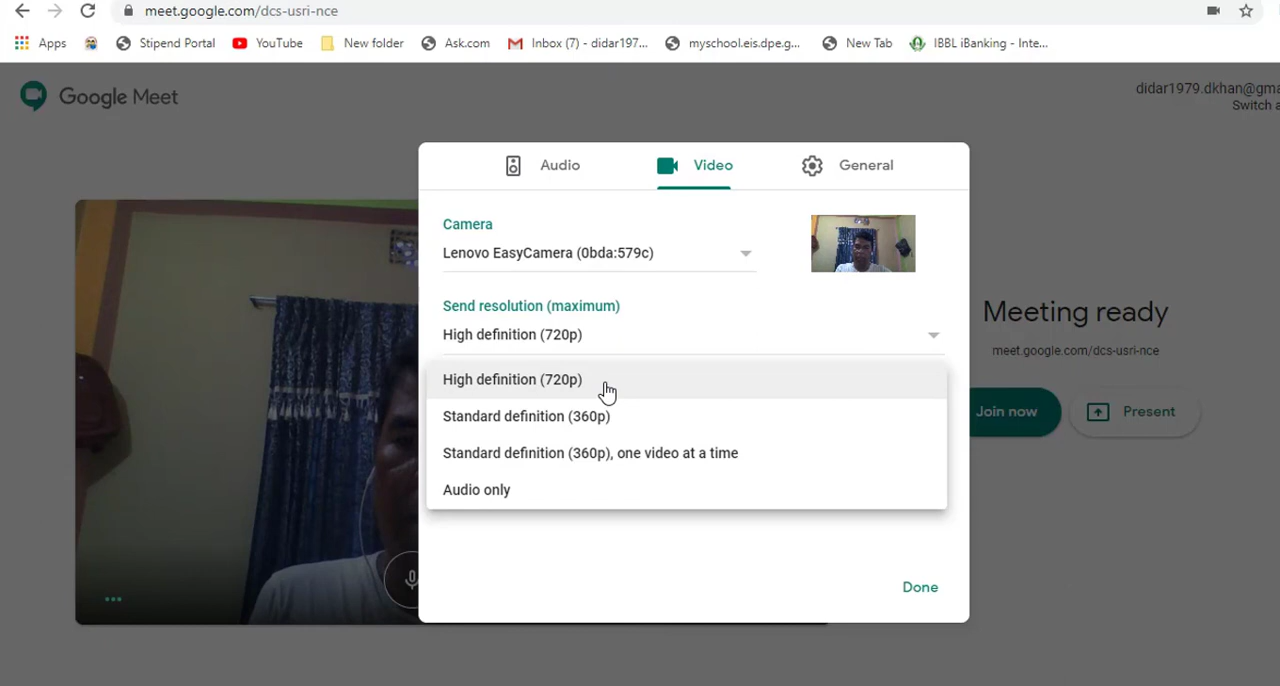 meet.google.com/dcs-usri-nce
Apps Stipend Portal YouTube New folder Ask.com Inbox (7) - didar197... myschool.eis.dpe.g... New Tab IBBL iBanking - Inte...
Google Meet
didar1979.dkhan@gma
Switch a
Audio Video General
Camera
Lenovo EasyCamera (0bda:579c)
Send resolution (maximum)
High definition (720p)
High definition (720p)
Standard definition (360p)
Standard definition (360p), one video at a time
Audio only
Done
Meeting ready
meet.google.com/dcs-usri-nce
Join now Present